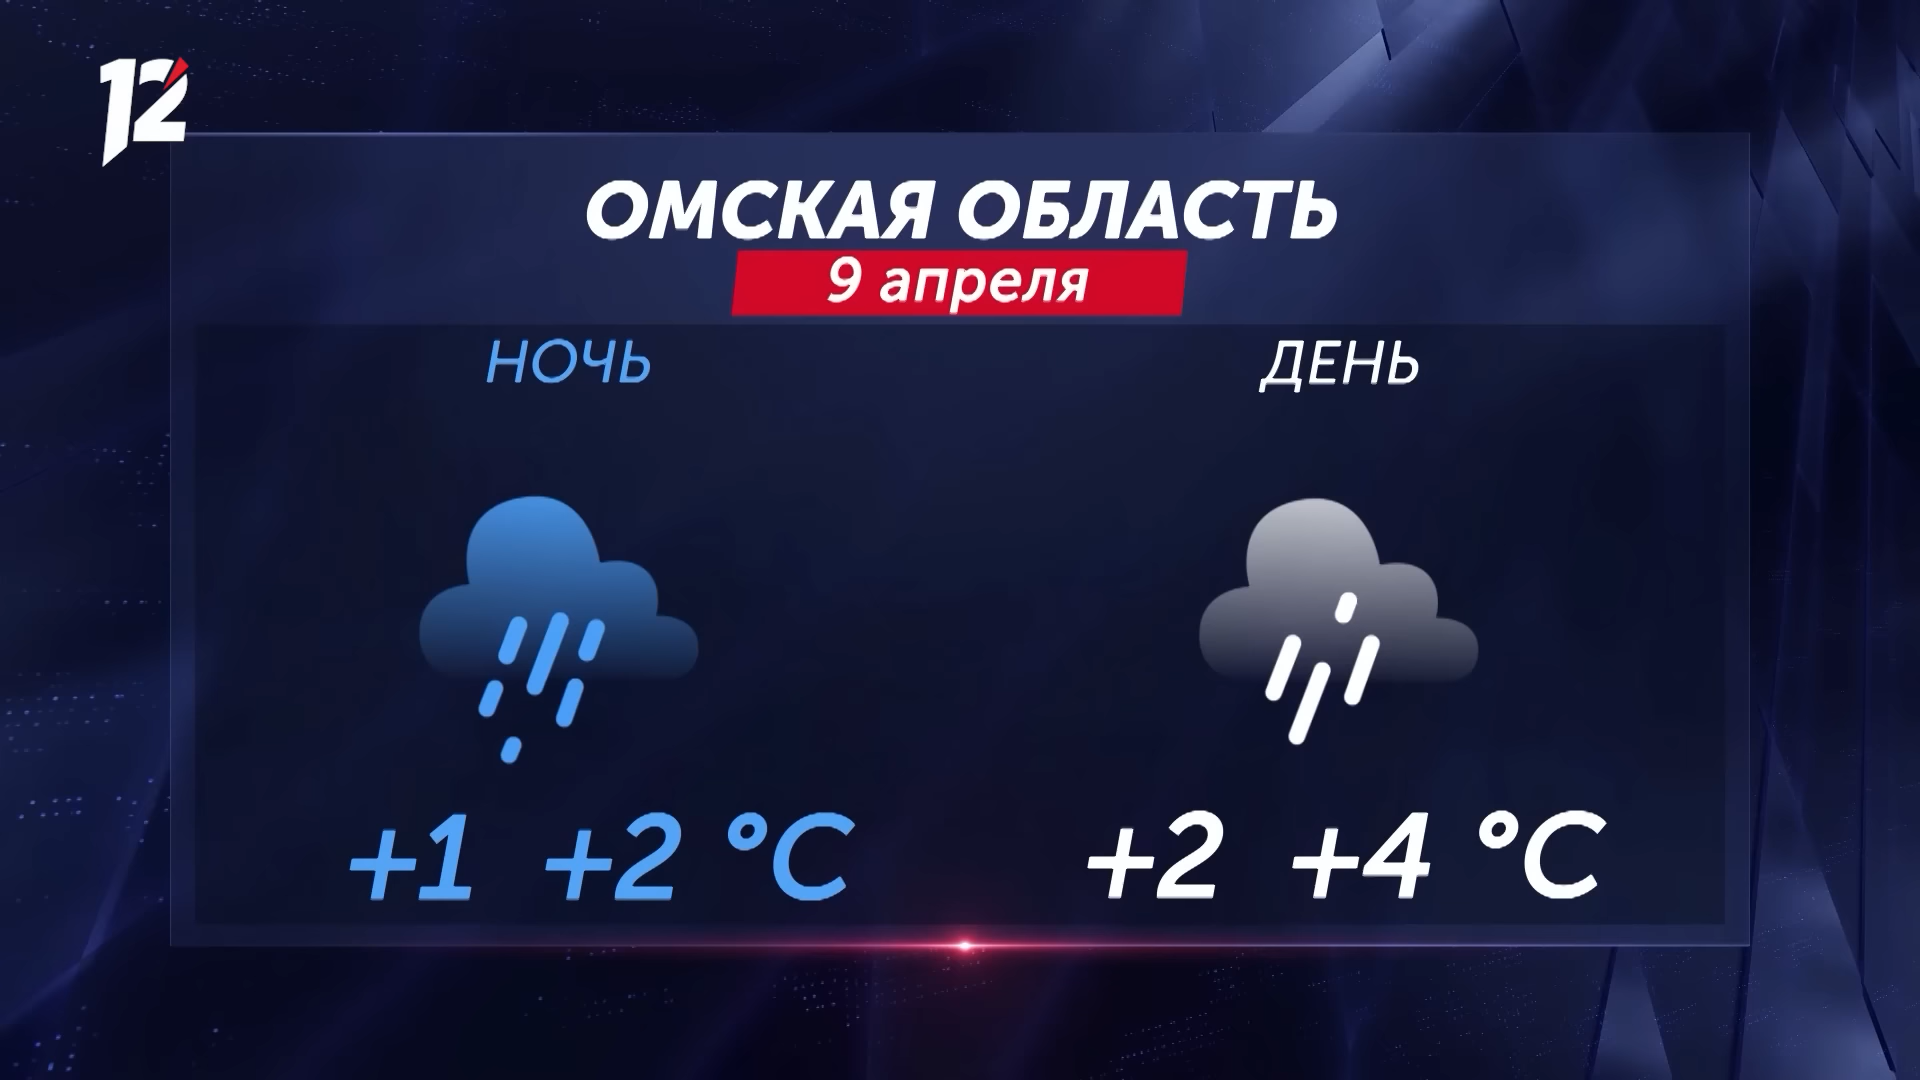 12
ОМСКАЯ ОБЛАСТЬ
9 апреля
НОЧЬ
ДЕНЬ
+1 +2 °C
+2 +4 °C